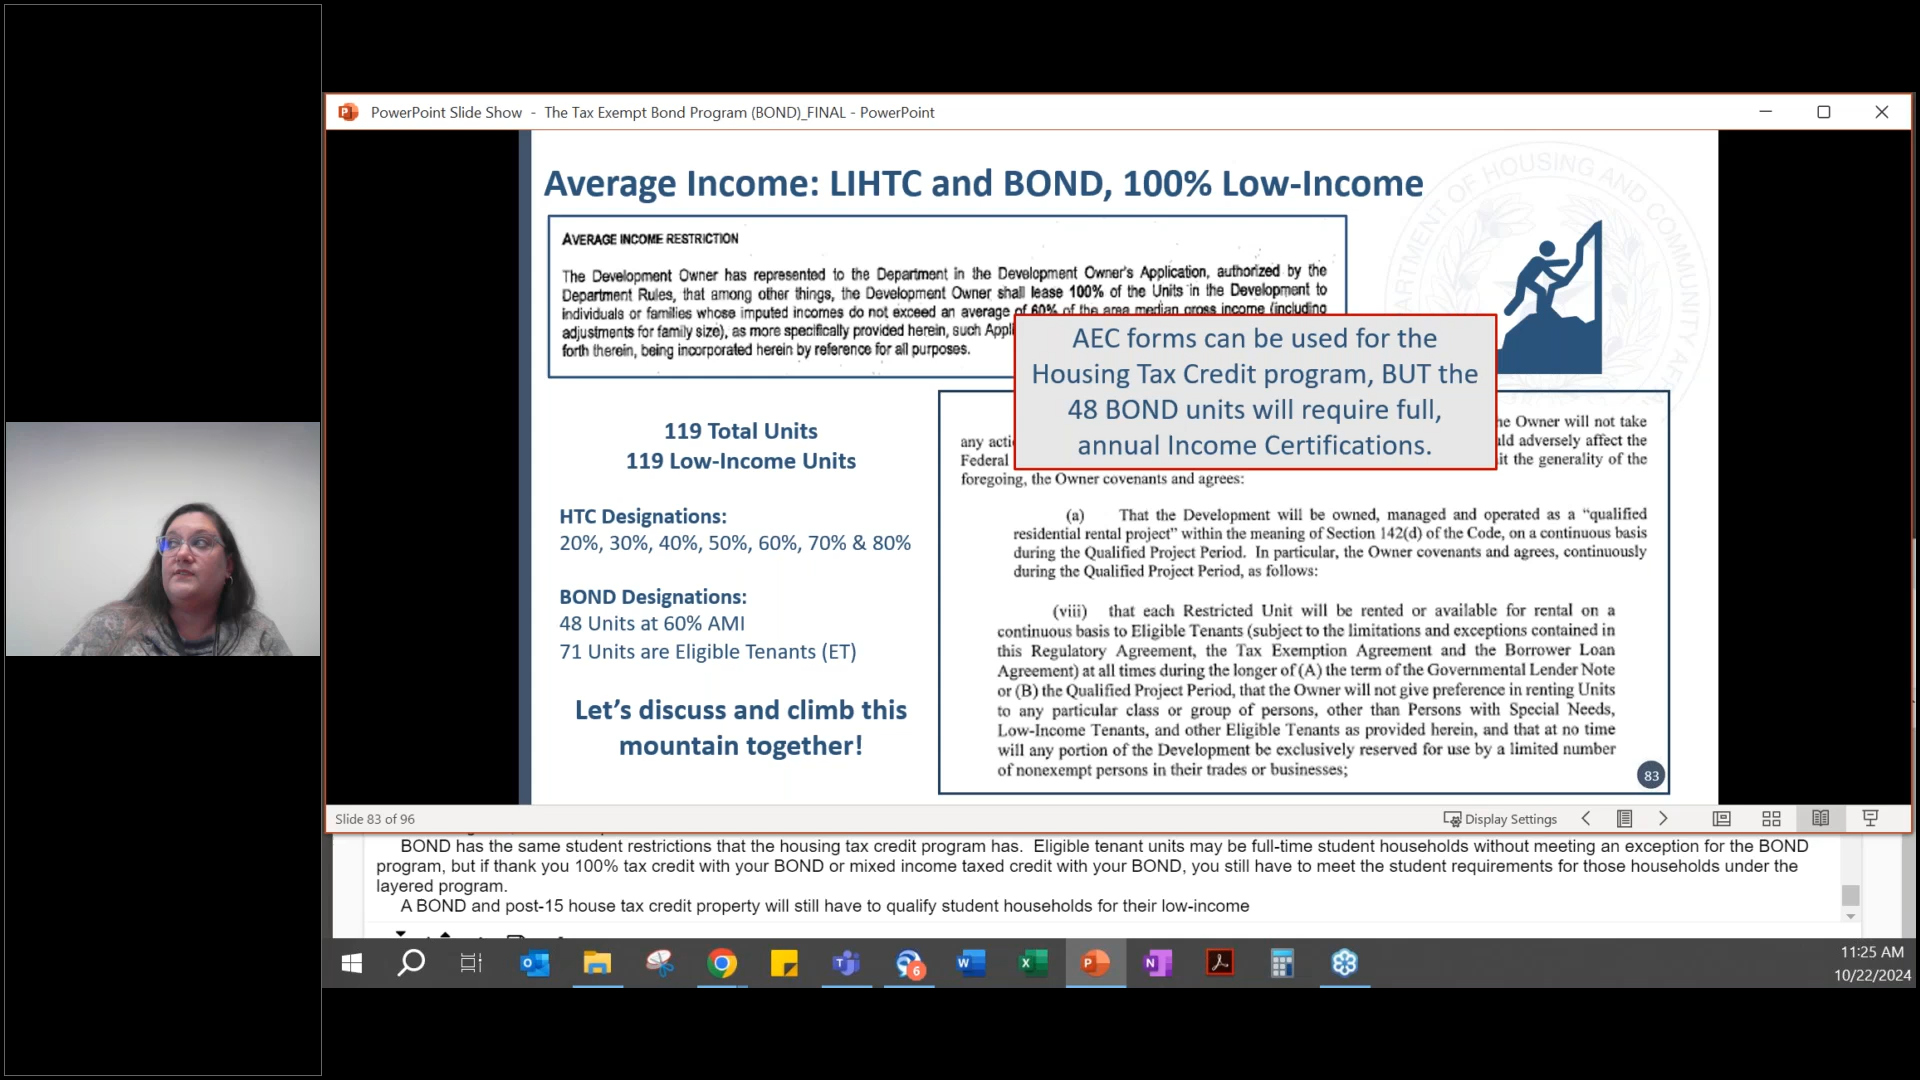 PowerPoint Slide Show - The Tax Exempt Bond Program (BOND)_FINAL - PowerPoint
Average Income: LIHTC and BOND, 100% Low-Income
AVERAGE INCOME RESTRICTION
The Development Owner has represented to the Department in the Development Owner's Application, authorized by the
Department Rules, that among other things, the Development Owner shall lease 100% of the Units in the Development to
individuals or families whose imputed incomes do not exceed an average of 60% of the area median gross income (including
adjustments for family size), as more specifically provided herein, such
forth therein, being incorporated herein by reference for all purposes.
AEC forms can be used for the
Housing Tax Credit program, BUT the
48 BOND units will require full,
annual Income Certifications.
119 Total Units
119 Low-Income Units
HTC Designations:
20%, 30%, 40%, 50%, 60%, 70% & 80%
BOND Designations:
48 Units at 60% AMI
71 Units are Eligible Tenants (ET)
Let's discuss and climb this
mountain together!
Owner will not take
any adversely affect the
Federal the generality of the
foregoing, the Owner covenants and agrees:
(a) That the Development will be owned, managed and operated as a "qualified
residential rental project" within the meaning of Section 142(d) of the Code, on a continuous basis
during the Qualified Project Period. In particular, the Owner covenants and agrees, continuously
during the Qualified Project Period, as follows:
(viii) that each Restricted Unit will be rented or available for rental on a
continuous basis to Eligible Tenants (subject to the limitations and exceptions contained in
this Regulatory Agreement, the Tax Exemption Agreement and the Borrower Loan
Agreement) at all times during the longer of (A) the term of the Governmental Lender Note
or (B) the Qualified Project Period, that the Owner will not give preference in renting Units
to any particular class or group of persons, other than Persons with Special Needs,
Low-Income Tenants, and other Eligible Tenants as provided herein, and that at no time
will any portion of the Development be exclusively reserved for use by a limited number
of nonexempt persons in their trades or businesses;
83
Slide 83 of 96
Display Settings
BOND has the same student restrictions that the housing tax credit program has. Eligible tenant units may be full-time student households without meeting an exception for the BOND
program, but if thank you 100% tax credit with your BOND or mixed income taxed credit with your BOND, you still have to meet the student requirements for those households under the
layered program.
A BOND and post-15 house tax credit property will still have to qualify student households for their low-income
6
11:25 AM
10/22/2024